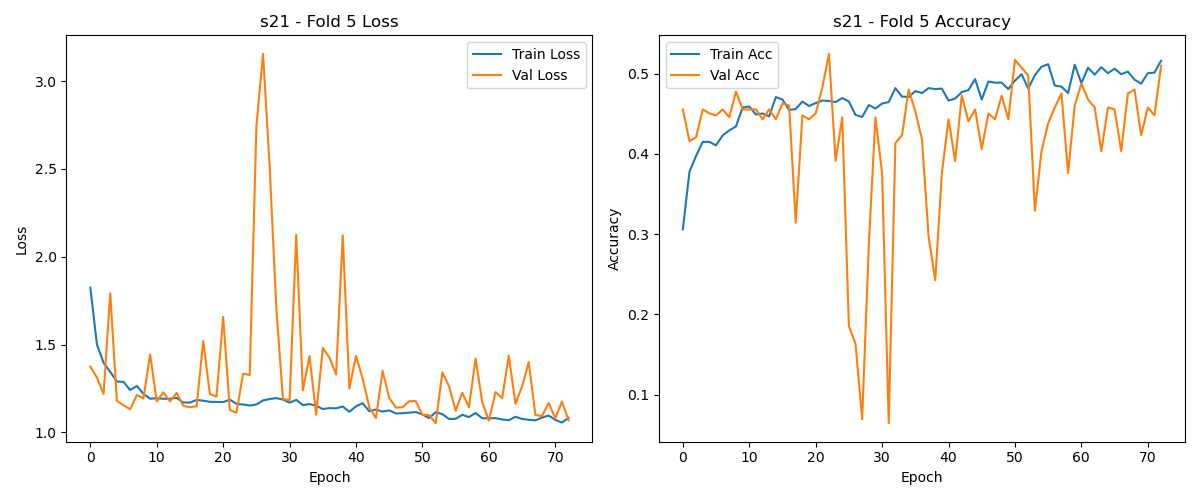 s21 - Fold 5 Loss
Train Loss
Val Loss
3.0
2.5
2.0
1.5
1.0
Loss
0 10 20 30 40 50 60 70
Epoch
s21 - Fold 5 Accuracy
Train Acc
Val Acc
0.5
0.4
0.3
0.2
0.1
Accuracy
0 10 20 30 40 50 60 70
Epoch